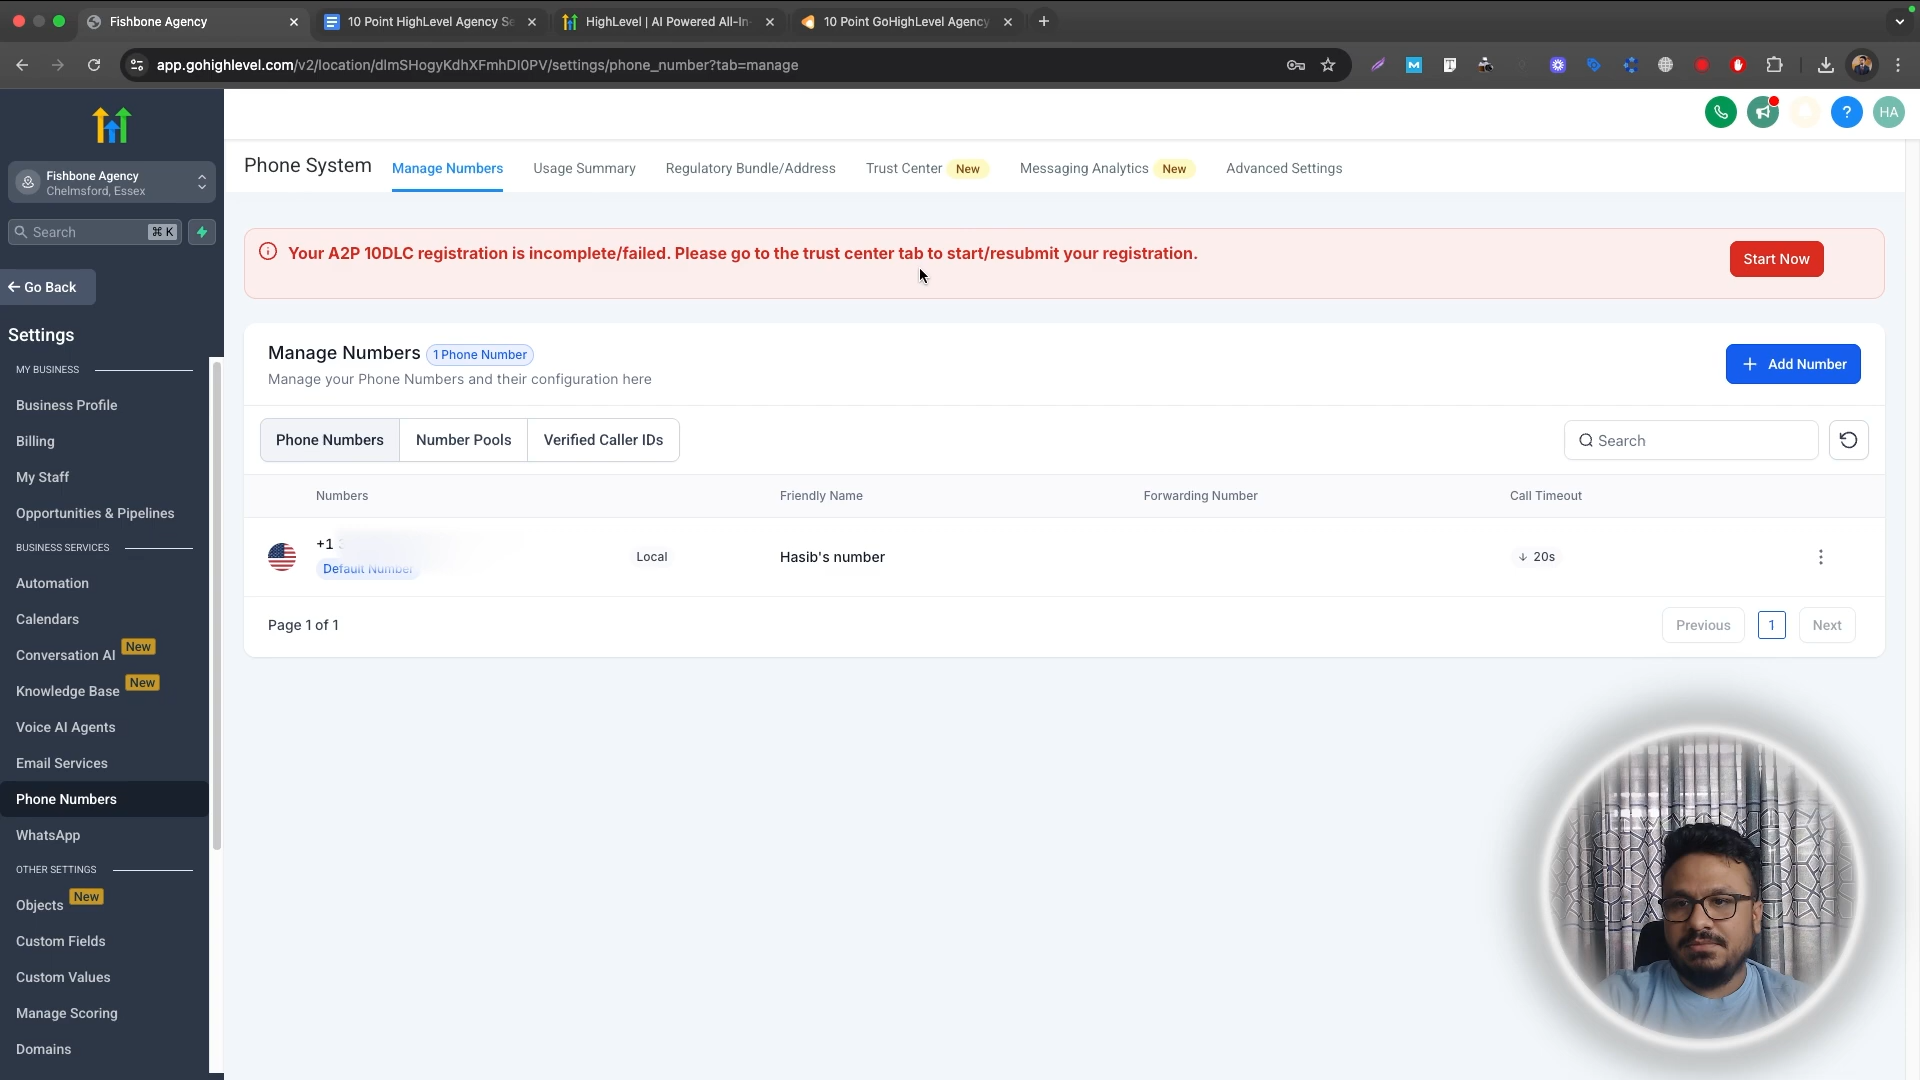 Fishbone Agency
10 Point HighLevel Agency Se
HighLevel | AI Powered All-In-
10 Point GoHighLevel Agency
app.gohighlevel.com/v2/location/dlmSHogyKdhXFmhDI0PV/settings/phone_number?tab=manage
Fishbone Agency
Chelmsford, Essex
Search
⌘ K
Go Back
Settings
MY BUSINESS
Business Profile
Billing
My Staff
Opportunities & Pipelines
BUSINESS SERVICES
Automation
Calendars
Conversation AI New
Knowledge Base New
Voice AI Agents
Email Services
Phone Numbers
WhatsApp
OTHER SETTINGS
Objects New
Custom Fields
Custom Values
Manage Scoring
Domains
HA
Phone System
Manage Numbers
Usage Summary
Regulatory Bundle/Address
Trust Center New
Messaging Analytics New
Advanced Settings
Your A2P 10DLC registration is incomplete/failed. Please go to the trust center tab to start/resubmit your registration.
Start Now
Manage Numbers
1 Phone Number
Manage your Phone Numbers and their configuration here
+ Add Number
Phone Numbers
Number Pools
Verified Caller IDs
Search
Numbers
Friendly Name
Forwarding Number
Call Timeout
+1
Default Number
Local
Hasib's number
20s
Page 1 of 1
Previous
1
Next